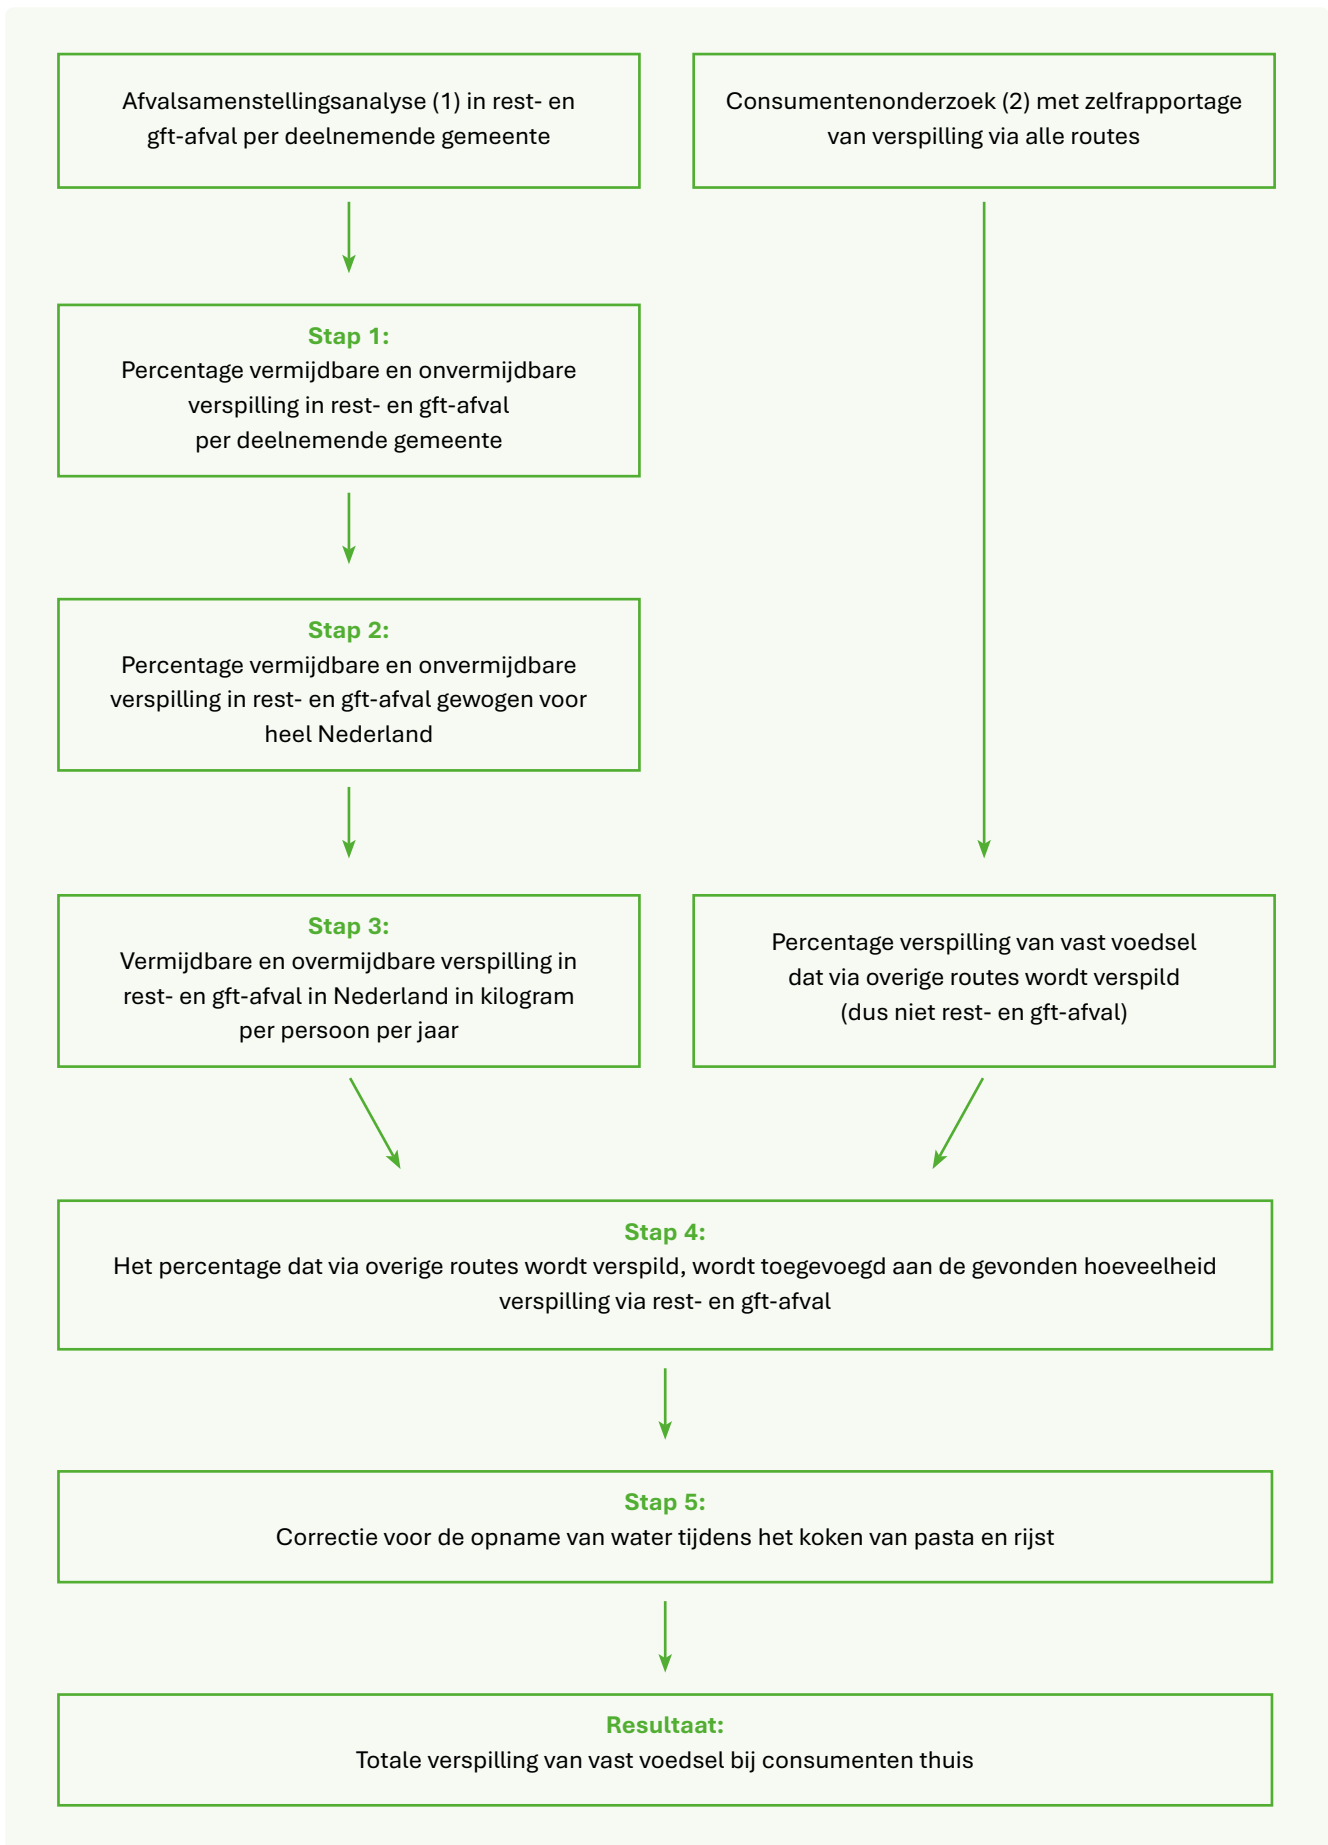 Afvalsamenstellingsanalyse (1) in rest- en
gft-afval per deelnemende gemeente
Consumentenonderzoek (2) met zelfrapportage
van verspilling via alle routes
Stap 1:
Percentage vermijdbare en onvermijdbare
verspilling in rest- en gft-afval
per deelnemende gemeente
Stap 2:
Percentage vermijdbare en onvermijdbare
verspilling in rest- en gft-afval gewogen voor
heel Nederland
Stap 3:
Vermijdbare en overmijdbare verspilling in
rest- en gft-afval in Nederland in kilogram
per persoon per jaar
Percentage verspilling van vast voedsel
dat via overige routes wordt verspild
(dus niet rest- en gft-afval)
Stap 4:
Het percentage dat via overige routes wordt verspild, wordt toegevoegd aan de gevonden hoeveelheid
verspilling via rest- en gft-afval
Stap 5:
Correctie voor de opname van water tijdens het koken van pasta en rijst
Resultaat:
Totale verspilling van vast voedsel bij consumenten thuis